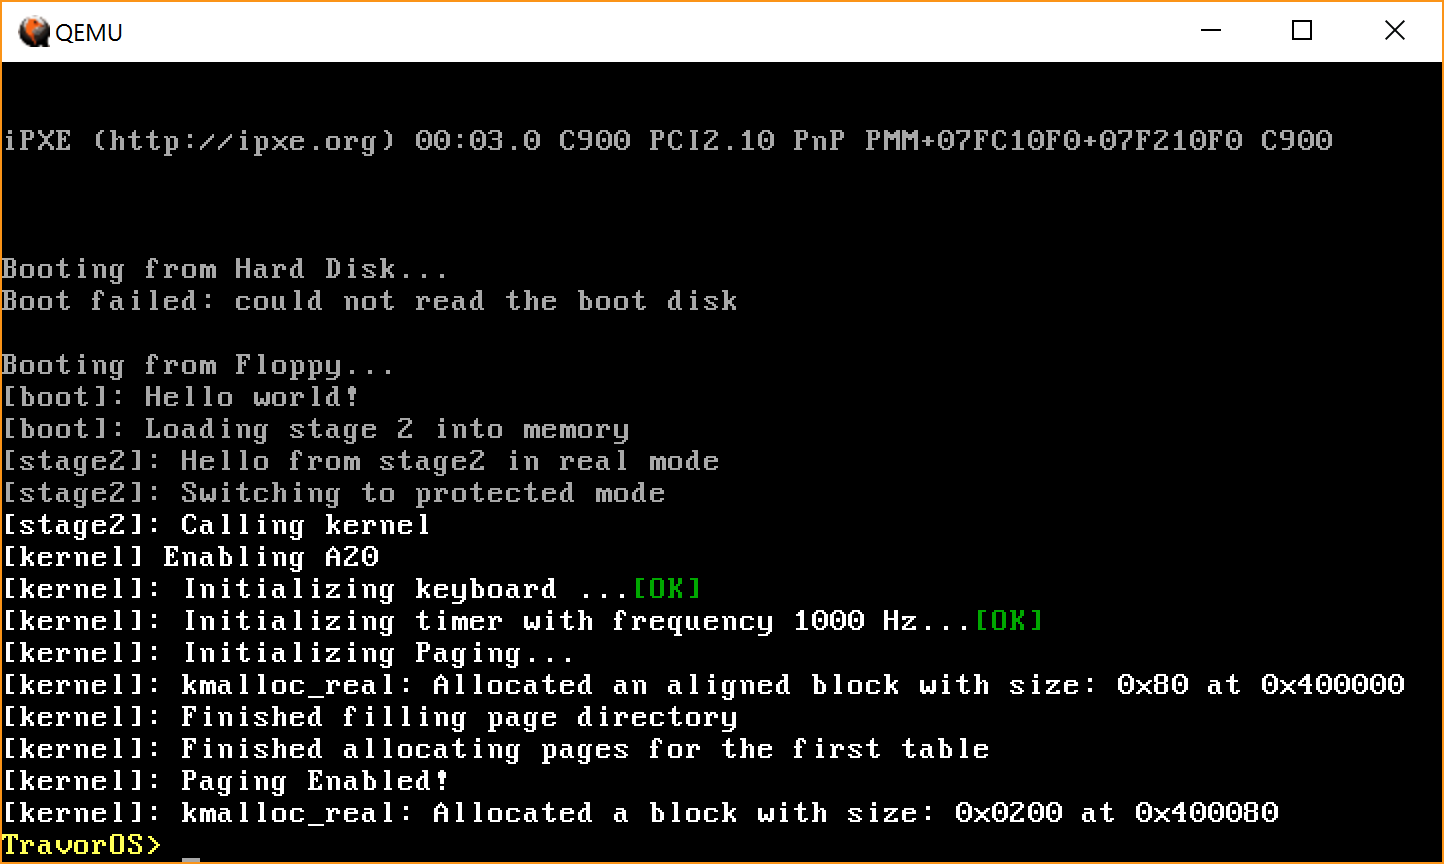 QEMU
iPXE (http://ipxe.org) 00:03.0 C900 PCI2.10 PnP PMM+07FC10F0+07F210F0 C900
Booting from Hard Disk...
Boot failed: could not read the boot disk
Booting from Floppy...
[boot]: Hello world!
[boot]: Loading stage 2 into memory
[stage2]: Hello from stage2 in real mode
[stage2]: Switching to protected mode
[stage2]: Calling kernel
[kernel] Enabling A20
[kernel]: Initializing keyboard ...[OK]
[kernel]: Initializing timer with frequency 1000 Hz...[OK]
[kernel]: Initializing Paging...
[kernel]: kmalloc_real: Allocated an aligned block with size: 0x80 at 0x400000
[kernel]: Finished filling page directory
[kernel]: Finished allocating pages for the first table
[kernel]: Paging Enabled!
[kernel]: kmalloc_real: Allocated a block with size: 0x0200 at 0x400080
TravorOS>